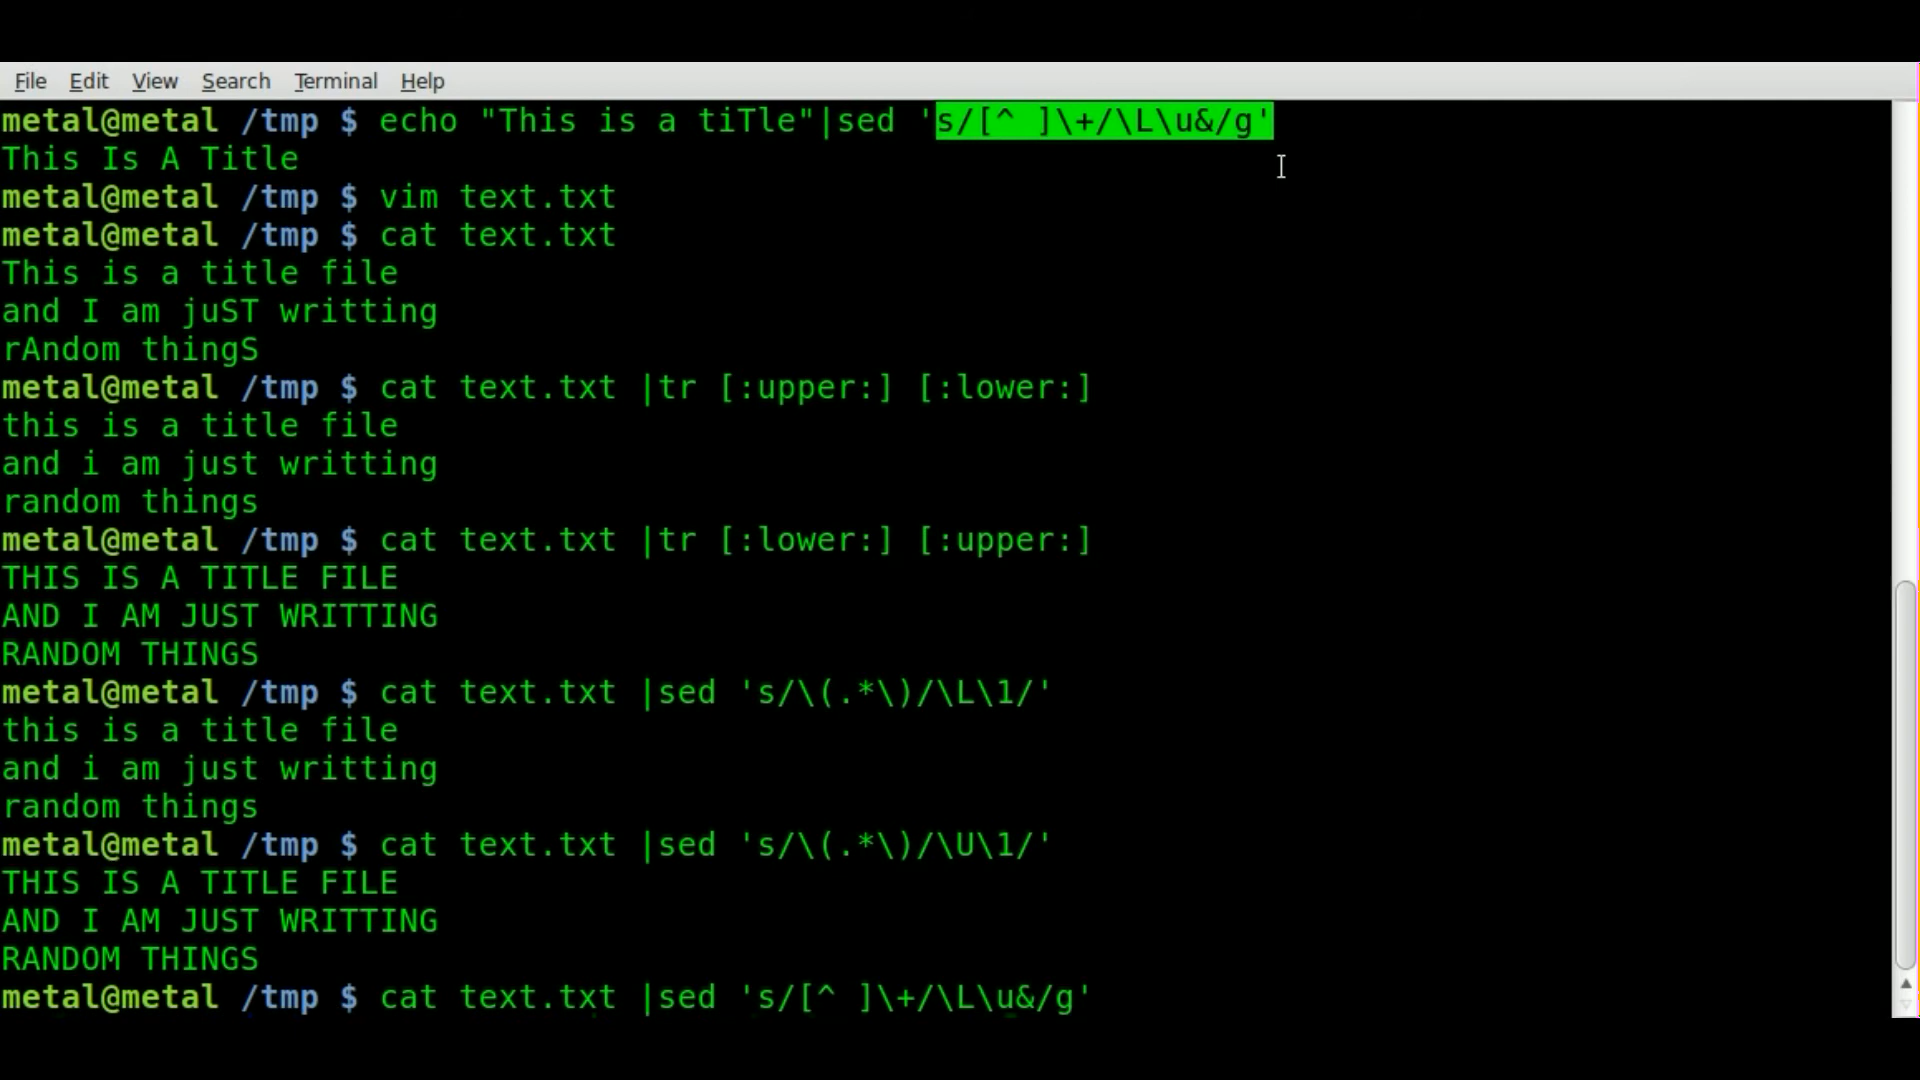 File Edit View Search Terminal Help
metal@metal /tmp $ echo "This is a tiTle"|sed 's/[^ ]\+/\L\u&/g'
This Is A Title
metal@metal /tmp $ vim text.txt
metal@metal /tmp $ cat text.txt
This is a title file
and I am juST writting
rAndom thingS
metal@metal /tmp $ cat text.txt |tr [:upper:] [:lower:]
this is a title file
and i am just writting
random things
metal@metal /tmp $ cat text.txt |tr [:lower:] [:upper:]
THIS IS A TITLE FILE
AND I AM JUST WRITTING
RANDOM THINGS
metal@metal /tmp $ cat text.txt |sed 's/\(.*\)/\L\1/'
this is a title file
and i am just writting
random things
metal@metal /tmp $ cat text.txt |sed 's/\(.*\)/\U\1/'
THIS IS A TITLE FILE
AND I AM JUST WRITTING
RANDOM THINGS
metal@metal /tmp $ cat text.txt |sed 's/[^ ]\+/\L\u&/g'